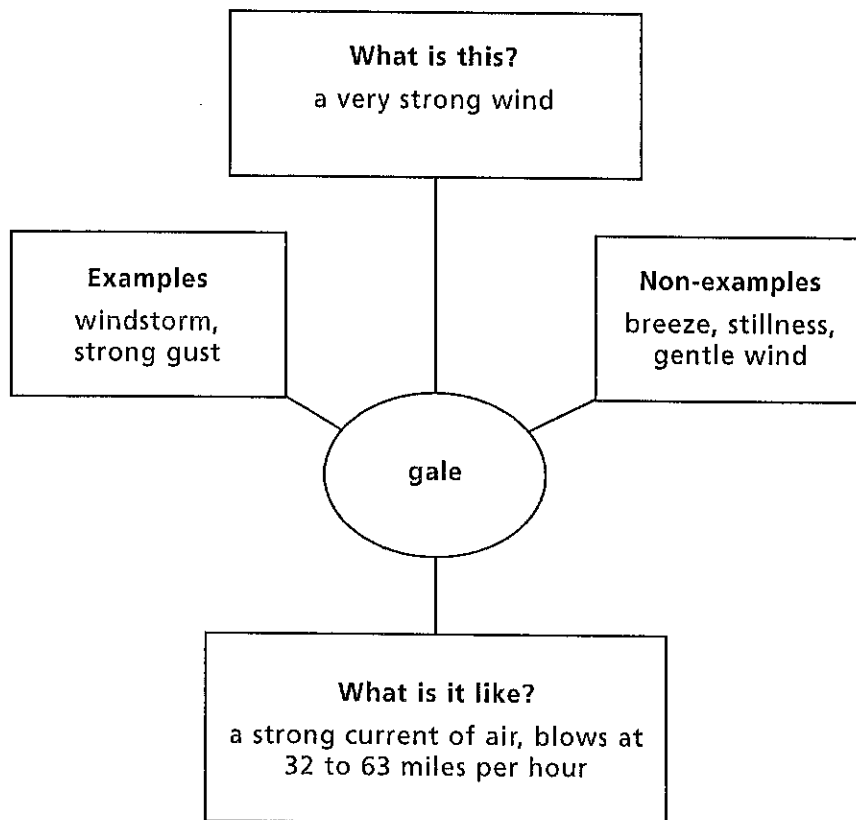 What is this?
a very strong wind
Examples
windstorm,
strong gust
Non-examples
breeze, stillness,
gentle wind
gale
What is it like?
a strong current of air, blows at
32 to 63 miles per hour